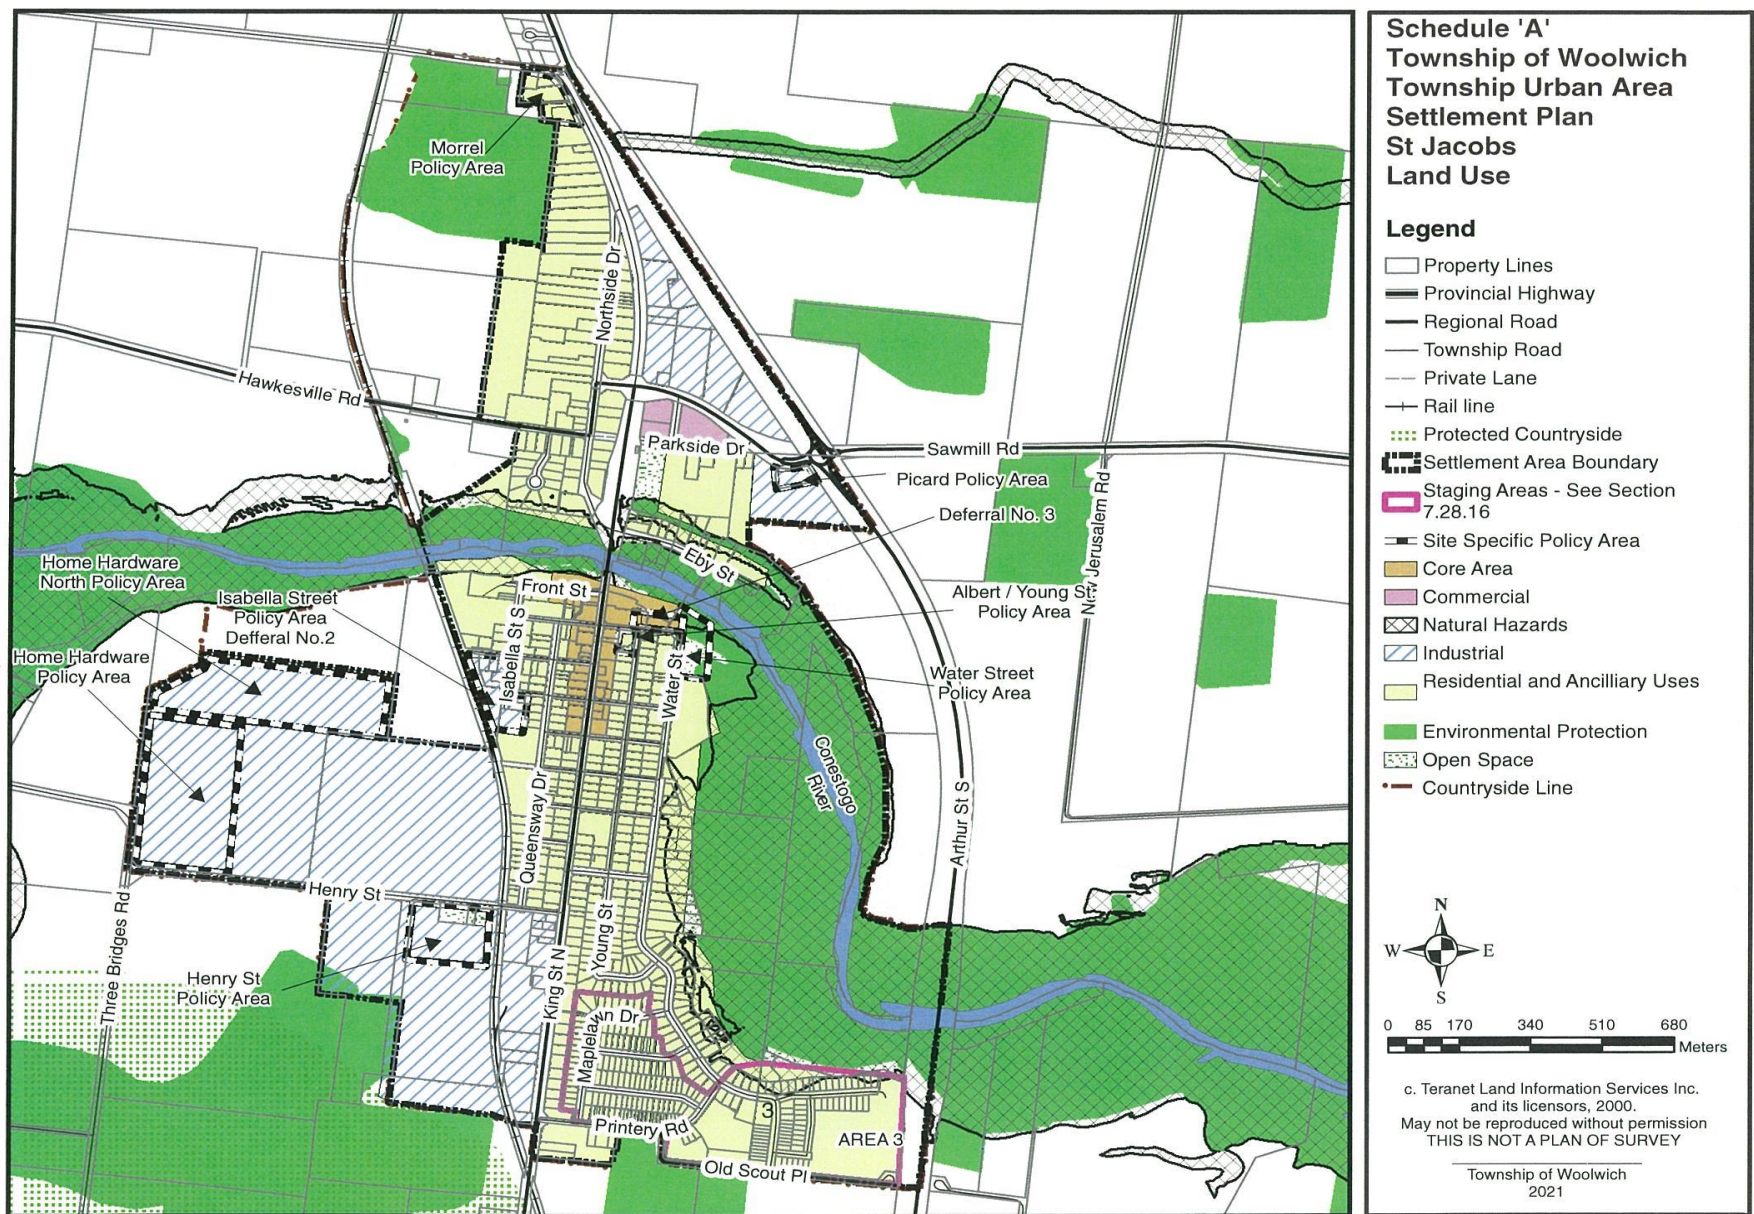 Schedule 'A'
Township of Woolwich
Township Urban Area
Settlement Plan
St Jacobs
Land Use
Legend
Property Lines
Provincial Highway
Regional Road
Township Road
Private Lane
Rail line
Protected Countryside
Settlement Area Boundary
Staging Areas - See Section
7.28.16
Site Specific Policy Area
Core Area
Commercial
Natural Hazards
Industrial
Residential and Ancilliary Uses
Environmental Protection
Open Space
Countryside Line
N
W
E
S
0 85 170 340 510 680
Meters
c. Teranet Land Information Services Inc.
and its licensors, 2000.
May not be reproduced without permission
THIS IS NOT A PLAN OF SURVEY
Township of Woolwich
2021
Morrel
Policy Area
Northside Dr
Hawkesville Rd
Parkside Dr
Sawmill Rd
Picard Policy Area
New Jerusalem Rd
Deferral No. 3
Eby St
Home Hardware
North Policy Area
Isabella Street
Policy Area
Defferal No.2
Front St
Albert / Young St
Policy Area
Home Hardware
Policy Area
Isabella St S
Water St
Water Street
Policy Area
Conestogo
River
Queensway Dr
Arthur St S
Henry St
Three Bridges Rd
Young St
King St N
Henry St
Policy Area
Mapleland Dr
3
AREA 3
Printery Rd
Old Scout Pl